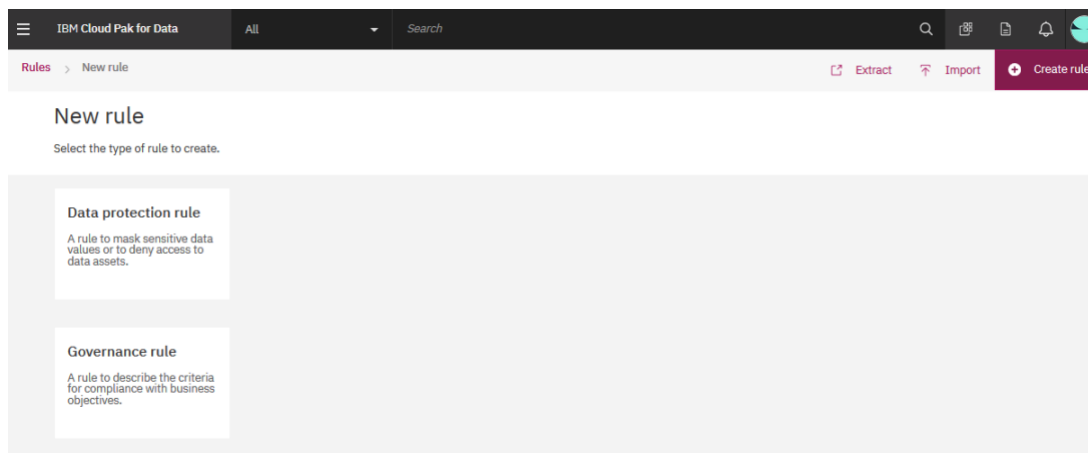 IBM Cloud Pak for Data All Search
Rules > New rule Extract Import Create rule
New rule
Select the type of rule to create.
Data protection rule
A rule to mask sensitive data
values or to deny access to
data assets.
Governance rule
A rule to describe the criteria
for compliance with business
objectives.